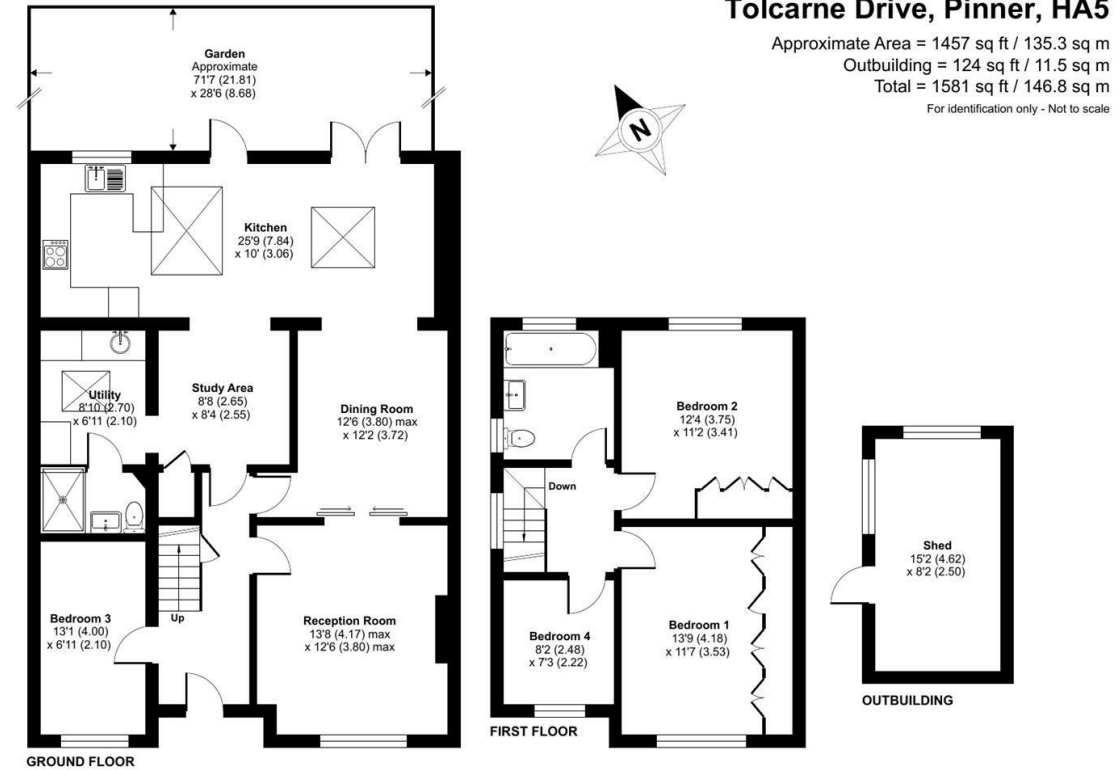 Tolcarne Drive, Pinner, HA5
Approximate Area = 1457 sq ft / 135.3 sq m
Outbuilding = 124 sq ft / 11.5 sq m
Total = 1581 sq ft / 146.8 sq m
For identification only - Not to scale
N
Garden
Approximate
71'7 (21.81)
x 28'6 (8.68)
Kitchen
25'9 (7.84)
x 10' (3.06)
Utility
8'10 (2.70)
x 6'11 (2.10)
Study Area
8'8 (2.65)
x 8'4 (2.55)
Dining Room
12'6 (3.80) max
x 12'2 (3.72)
Up
Bedroom 3
13'1 (4.00)
x 6'11 (2.10)
Reception Room
13'8 (4.17) max
x 12'6 (3.80) max
GROUND FLOOR
Bedroom 2
12'4 (3.75)
x 11'2 (3.41)
Down
Bedroom 4
8'2 (2.48)
x 7'3 (2.22)
Bedroom 1
13'9 (4.18)
x 11'7 (3.53)
FIRST FLOOR
Shed
15'2 (4.62)
x 8'2 (2.50)
OUTBUILDING